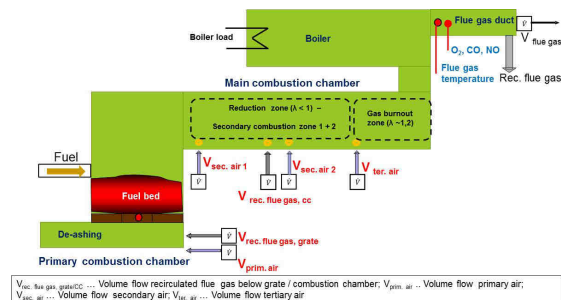 Flue gas duct
V̇
V flue gas
Boiler load
Boiler
O₂, CO, NO
Flue gas
temperature
Rec. flue gas
Main combustion chamber
Reduction zone (λ < 1) –
Secondary combustion zone 1 + 2
Gas burnout
zone (λ ~1,2)
Fuel
V sec. air 1
V sec. air 2
V ter. air
V̇
V̇
V̇
V̇
V rec. flue gas, cc
Fuel bed
De-ashing
V̇
V rec. flue gas, grate
V̇
V prim. air
Primary combustion chamber
V rec. flue gas, grate/CC ... Volume flow recirculated flue gas below grate / combustion chamber; V prim. air .. Volume flow primary air;
V sec. air ... Volume flow secondary air; V ter. air ... Volume flow tertiary air